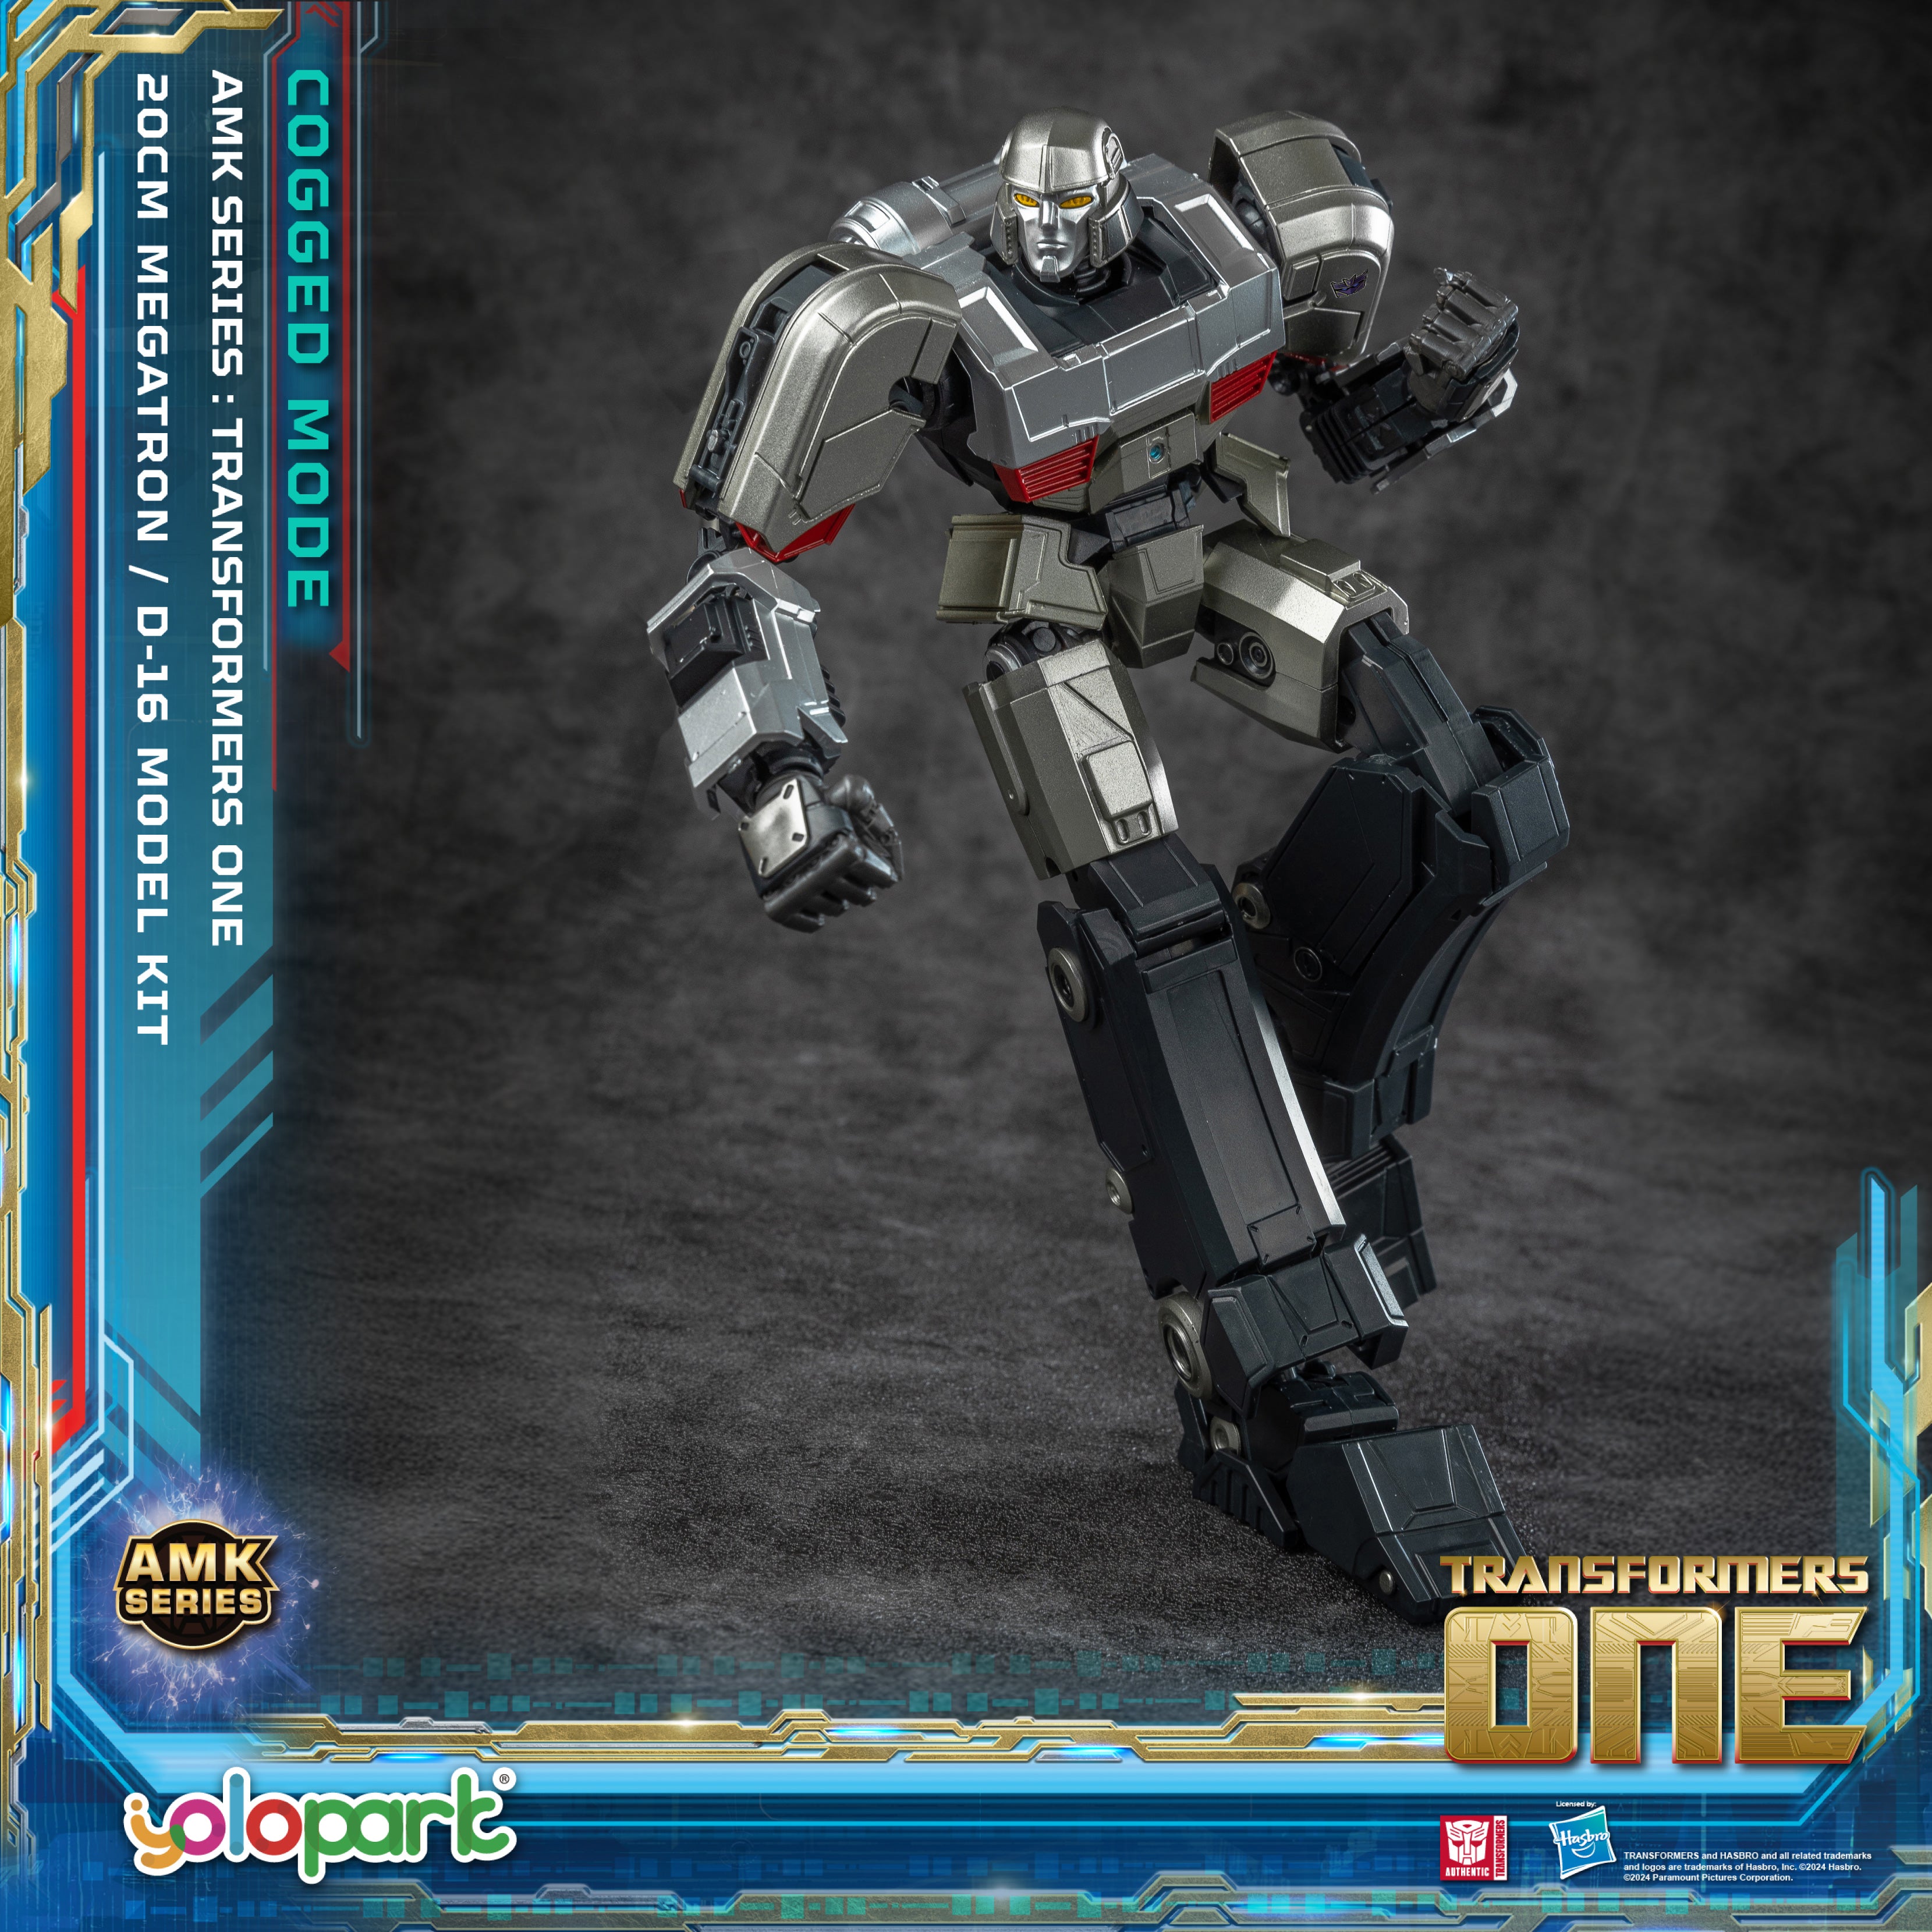 COGGED MODE
AMK SERIES : TRANSFORMERS ONE
20CM MEGATRON / D-16 MODEL KIT
AMK
SERIES
TRANSFORMERS
ONE
yolopart®
AUTHENTIC
TRANSFORMERS
Licensed by:
Hasbro
TRANSFORMERS and HASBRO and all related trademarks
and logos are trademarks of Hasbro, Inc. ©2024 Hasbro.
©2024 Paramount Pictures Corporation.